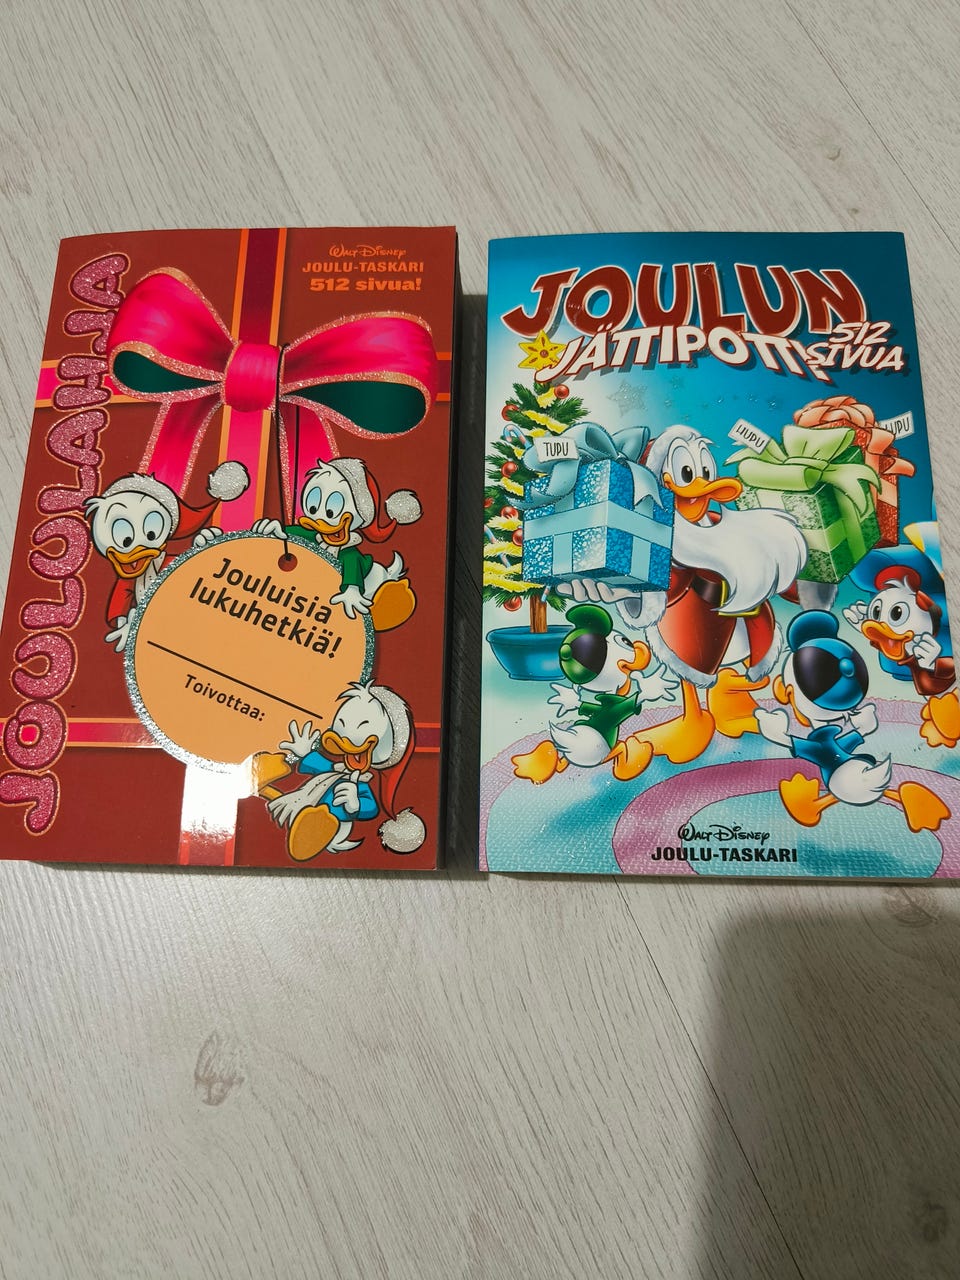 JOULULAHJA
Walt Disney
JOULU-TASKARI
512 sivua!
Jouluisia
lukuhetkiä!
Toivottaa:
JOULUN
JÄTTIPOTTI
512
SIVUA
TUPU
LIUPU
LUPU
Walt Disney
JOULU-TASKARI